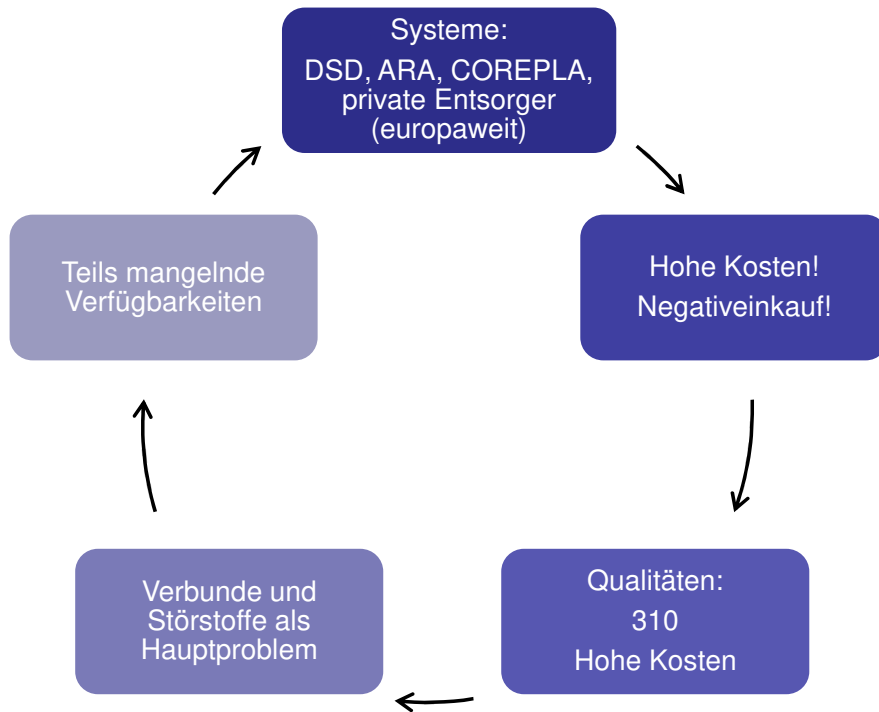 Systeme:
DSD, ARA, COREPLA,
private Entsorger
(europaweit)
Hohe Kosten!
Negativeinkauf!
Qualitäten:
310
Hohe Kosten
Verbunde und
Störstoffe als
Hauptproblem
Teils mangelnde
Verfügbarkeiten